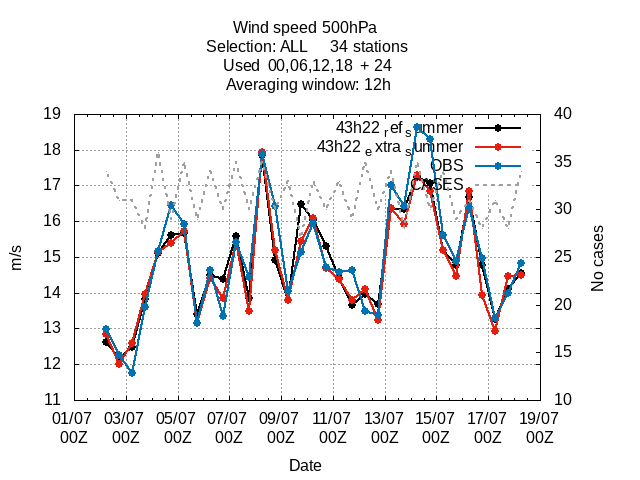 Wind speed 500hPa
Selection: ALL     34 stations
Used  00,06,12,18  + 24
Averaging window: 12h
43h22 ref summer
43h22 extra summer
OBS
CASES
m/s
19
18
17
16
15
14
13
12
11
No cases
40
35
30
25
20
15
10
01/07 03/07 05/07 07/07 09/07 11/07 13/07 15/07 17/07 19/07
00Z 00Z 00Z 00Z 00Z 00Z 00Z 00Z 00Z 00Z
Date